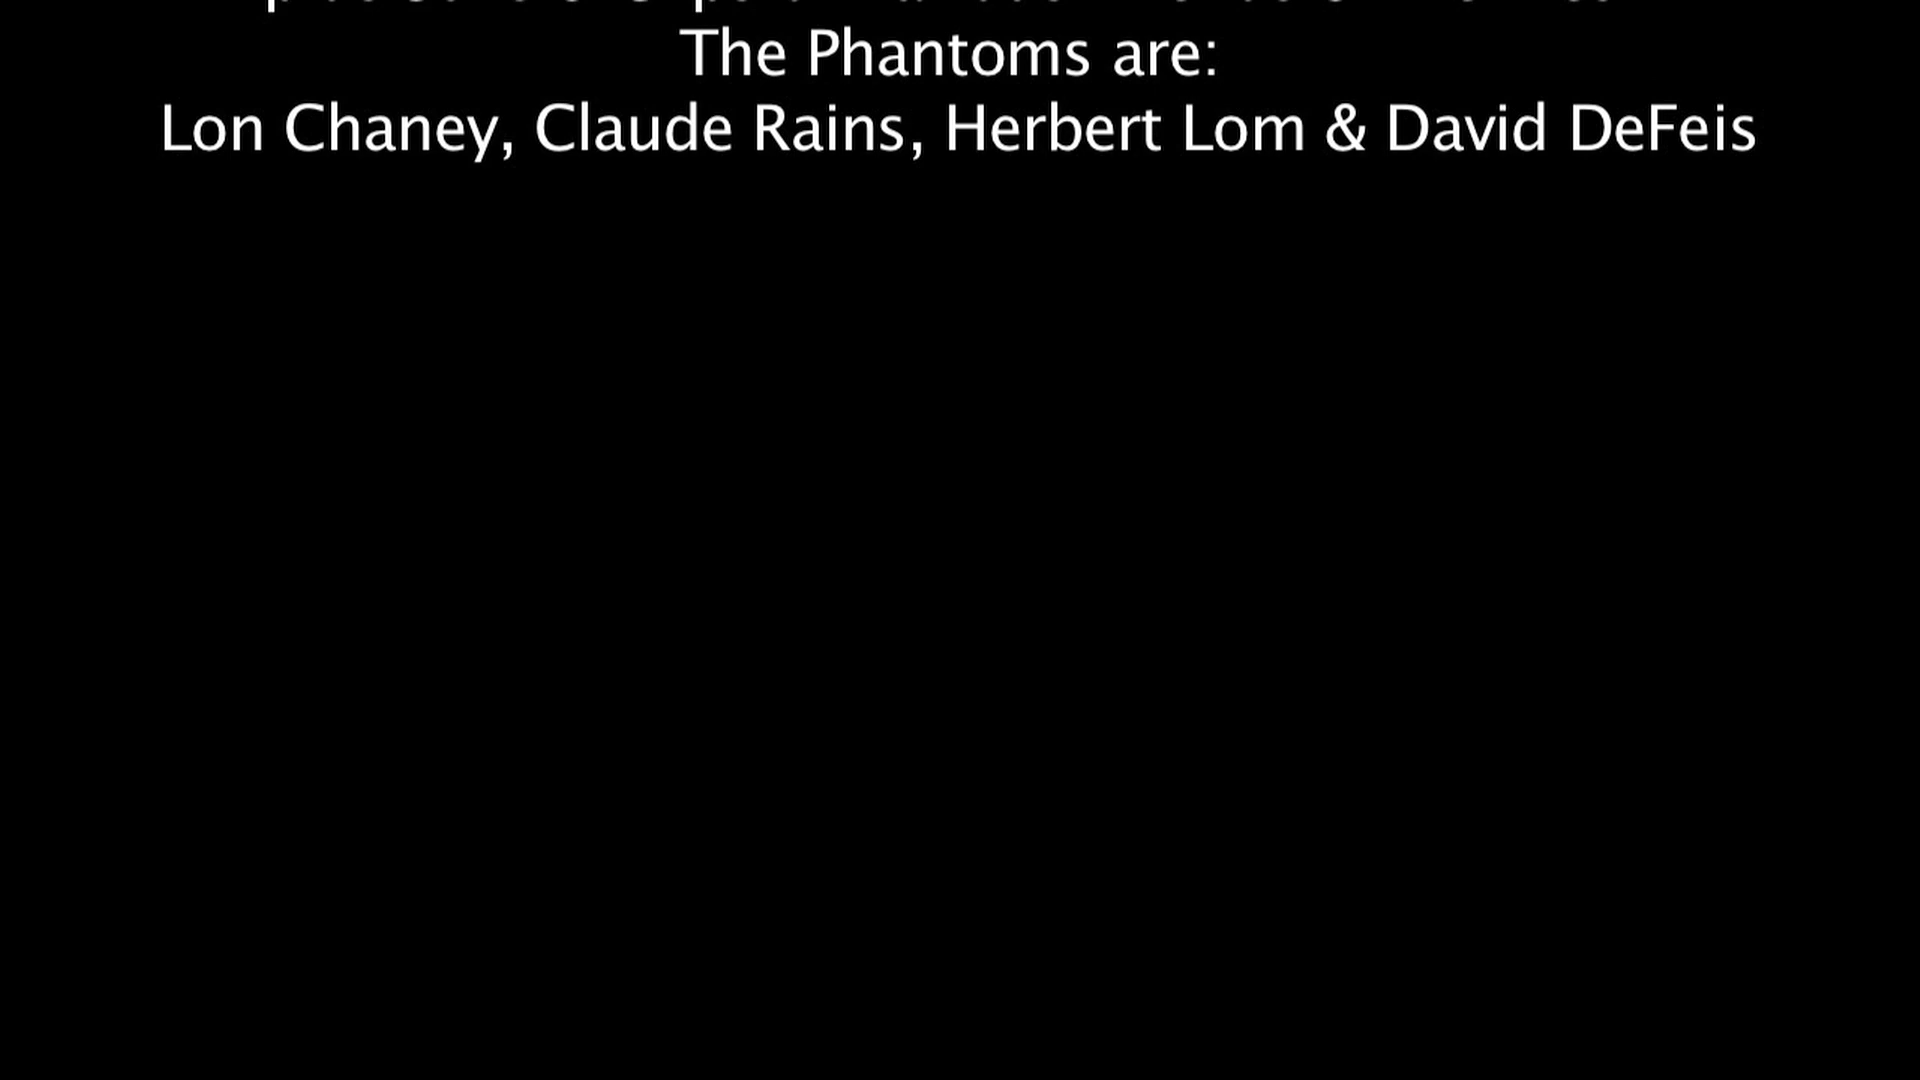 The Phantoms are:
Lon Chaney, Claude Rains, Herbert Lom & David DeFeis